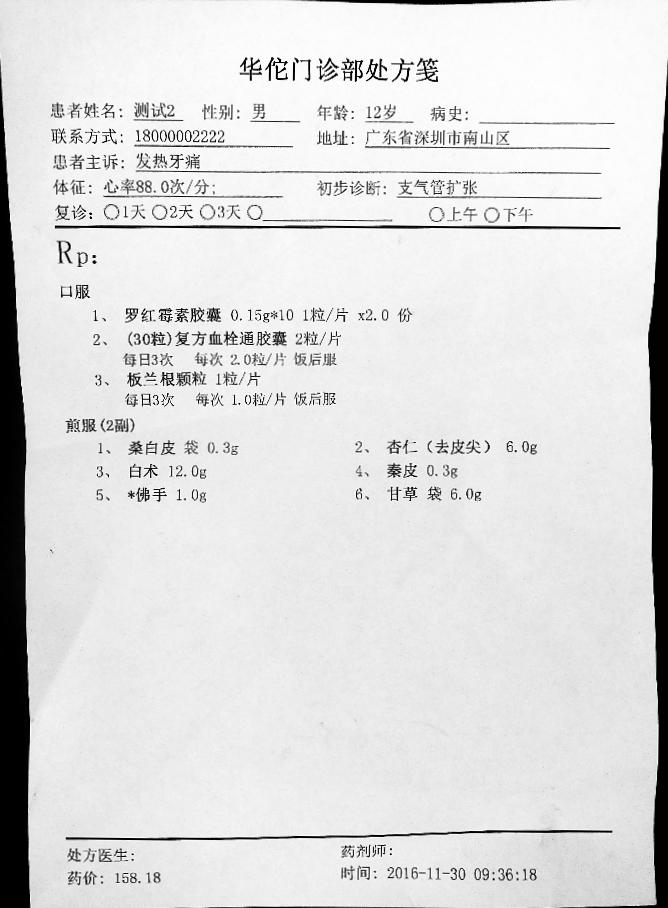 华佗门诊部处方笺
患者姓名: 测试2 性别: 男 年龄: 12岁 病史:
联系方式: 18000002222 地址: 广东省深圳市南山区
患者主诉: 发热牙痛
体征: 心率88.0次/分; 初步诊断: 支气管扩张
复诊: ○1天 ○2天 ○3天 ○ ○上午 ○下午
Rp:
口服
1、 罗红霉素胶囊 0.15g*10 1粒/片 x2.0 份
2、 (30粒)复方血栓通胶囊 2粒/片
每日3次 每次 2.0粒/片 饭后服
3、 板兰根颗粒 1粒/片
每日3次 每次 1.0粒/片 饭后服
煎服(2副)
1、 桑白皮 袋 0.3g 2、 杏仁（去皮尖） 6.0g
3、 白术 12.0g 4、 秦皮 0.3g
5、 *佛手 1.0g 6、 甘草 袋 6.0g
处方医生: 药剂师:
药价: 158.18 时间: 2016-11-30 09:36:18